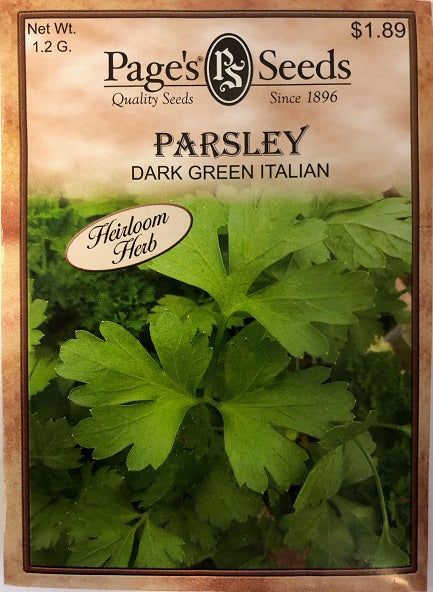 Net Wt.
1.2 G.
$1.89
Page's® PS Seeds
Quality Seeds Since 1896
PARSLEY
DARK GREEN ITALIAN
Heirloom
Herb